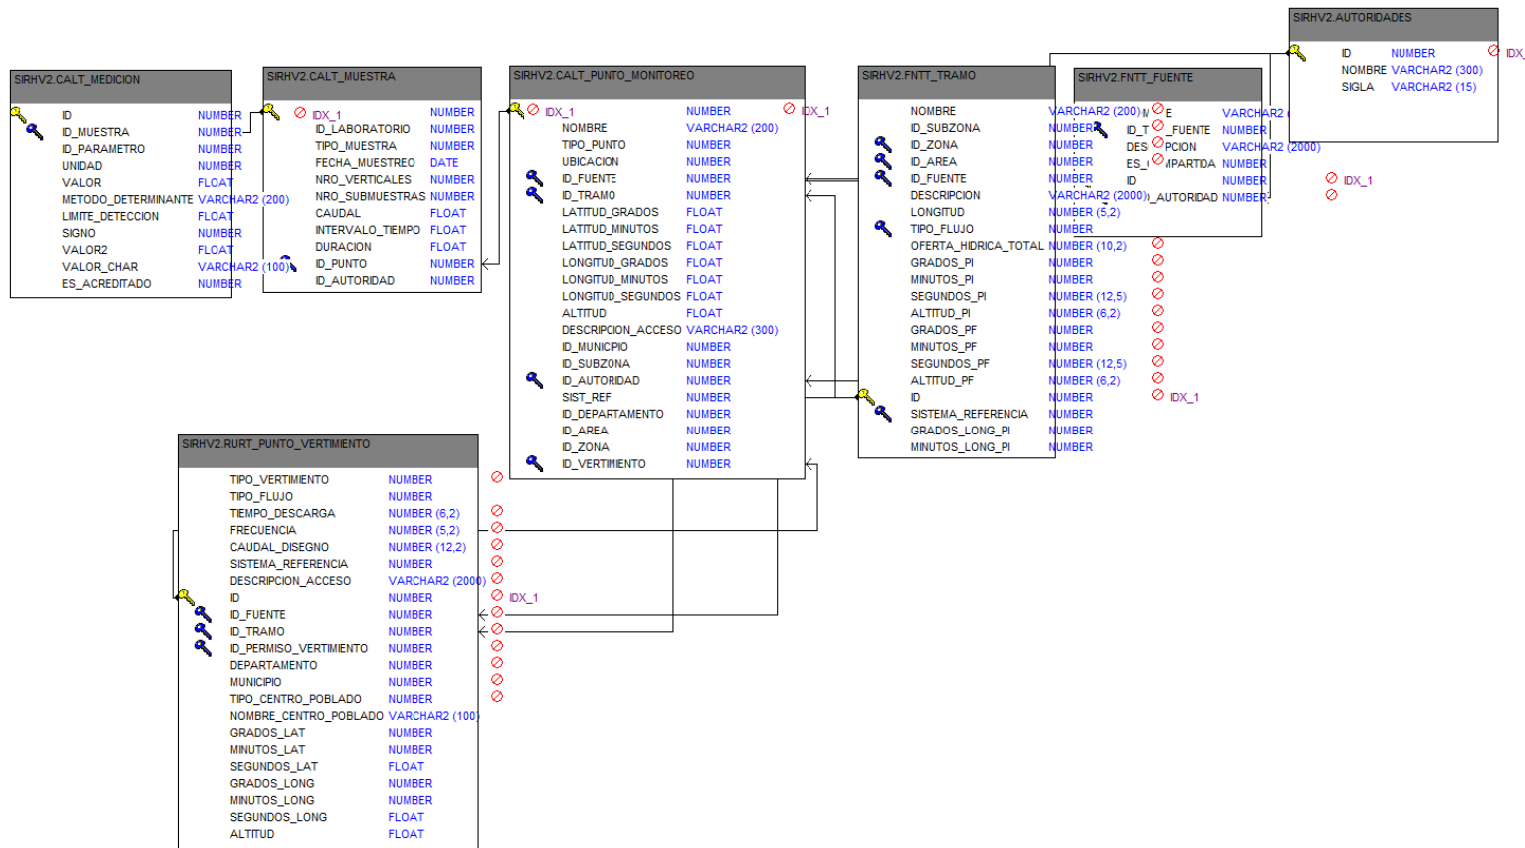 SIRHV2.AUTORIDADES
ID NUMBER IDX_
NOMBRE VARCHAR2 (300)
SIGLA VARCHAR2 (15)
SIRHV2.CALT_MEDICION
ID NUMBER
ID_MUESTRA NUMBER
ID_PARAMETRO NUMBER
UNIDAD NUMBER
VALOR FLOAT
METODO_DETERMINANTE VARCHAR2 (200)
LIMITE_DETECCION FLOAT
SIGNO NUMBER
VALOR2 FLOAT
VALOR_CHAR VARCHAR2 (100)
ES_ACREDITADO NUMBER
SIRHV2.CALT_MUESTRA
IDX_1 NUMBER
ID_LABORATORIO NUMBER
TIPO_MUESTRA NUMBER
FECHA_MUESTREO DATE
NRO_VERTICALES NUMBER
NRO_SUBMUESTRAS NUMBER
CAUDAL FLOAT
INTERVALO_TIEMPO FLOAT
DURACION FLOAT
ID_PUNTO NUMBER
ID_AUTORIDAD NUMBER
SIRHV2.CALT_PUNTO_MONITOREO
IDX_1 NUMBER IDX_1
NOMBRE VARCHAR2 (200)
TIPO_PUNTO NUMBER
UBICACION NUMBER
ID_FUENTE NUMBER
ID_TRAMO NUMBER
LATITUD_GRADOS FLOAT
LATITUD_MINUTOS FLOAT
LATITUD_SEGUNDOS FLOAT
LONGITUD_GRADOS FLOAT
LONGITUD_MINUTOS FLOAT
LONGITUD_SEGUNDOS FLOAT
ALTITUD FLOAT
DESCRIPCION_ACCESO VARCHAR2 (300)
ID_MUNICPIO NUMBER
ID_SUBZONA NUMBER
ID_AUTORIDAD NUMBER
SIST_REF NUMBER
ID_DEPARTAMENTO NUMBER
ID_AREA NUMBER
ID_ZONA NUMBER
ID_VERTIMIENTO NUMBER
SIRHV2.FNTT_TRAMO
NOMBRE VARCHAR2 (200)
ID_SUBZONA NUMBER
ID_ZONA NUMBER
ID_AREA NUMBER
ID_FUENTE NUMBER
DESCRIPCION VARCHAR2 (2000)
LONGITUD NUMBER (5,2)
TIPO_FLUJO NUMBER
OFERTA_HIDRICA_TOTAL NUMBER (10,2)
GRADOS_PI NUMBER
MINUTOS_PI NUMBER
SEGUNDOS_PI NUMBER (12,5)
ALTITUD_PI NUMBER (6,2)
GRADOS_PF NUMBER
MINUTOS_PF NUMBER
SEGUNDOS_PF NUMBER (12,5)
ALTITUD_PF NUMBER (6,2)
ID NUMBER IDX_1
SISTEMA_REFERENCIA NUMBER
GRADOS_LONG_PI NUMBER
MINUTOS_LONG_PI NUMBER
SIRHV2.FNTT_FUENTE
E VARCHAR2 (
ID_T _FUENTE NUMBER
DES PCION VARCHAR2 (2000)
ES_ MPARTIDA NUMBER
ID NUMBER IDX_1
_AUTORIDAD NUMBER
SIRHV2.RURT_PUNTO_VERTIMIENTO
TIPO_VERTIMIENTO NUMBER
TIPO_FLUJO NUMBER
TIEMPO_DESCARGA NUMBER (6,2)
FRECUENCIA NUMBER (5,2)
CAUDAL_DISEGNO NUMBER (12,2)
SISTEMA_REFERENCIA NUMBER
DESCRIPCION_ACCESO VARCHAR2 (2000)
ID NUMBER IDX_1
ID_FUENTE NUMBER
ID_TRAMO NUMBER
ID_PERMISO_VERTIMIENTO NUMBER
DEPARTAMENTO NUMBER
MUNICIPIO NUMBER
TIPO_CENTRO_POBLADO NUMBER
NOMBRE_CENTRO_POBLADO VARCHAR2 (100)
GRADOS_LAT NUMBER
MINUTOS_LAT NUMBER
SEGUNDOS_LAT FLOAT
GRADOS_LONG NUMBER
MINUTOS_LONG NUMBER
SEGUNDOS_LONG FLOAT
ALTITUD FLOAT